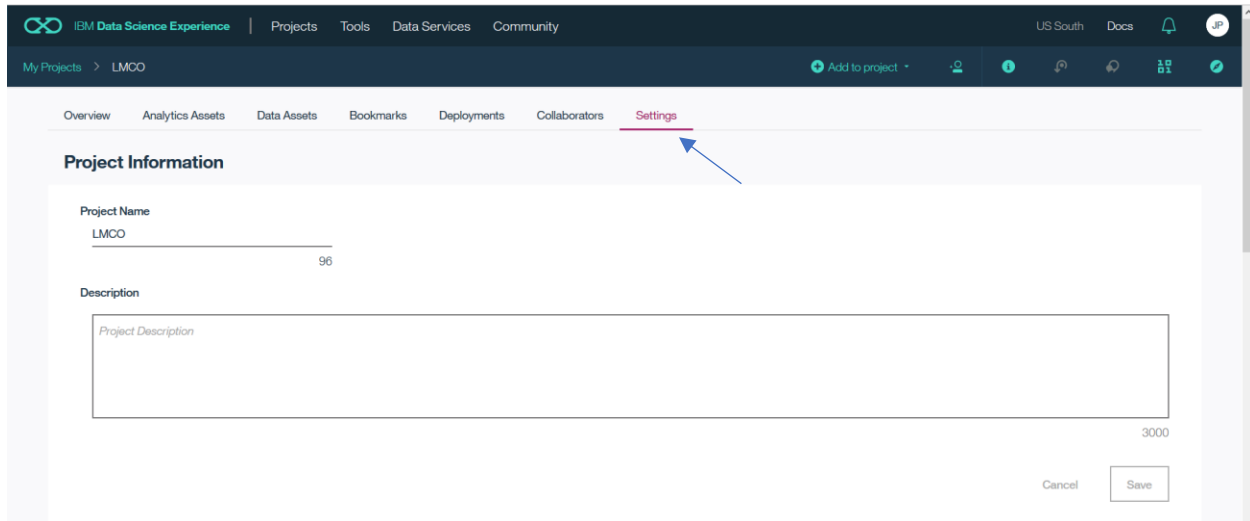 IBM Data Science Experience | Projects Tools Data Services Community US South Docs JP
My Projects > LMCO Add to project
Overview Analytics Assets Data Assets Bookmarks Deployments Collaborators Settings
Project Information
Project Name
LMCO
96
Description
Project Description
3000
Cancel Save